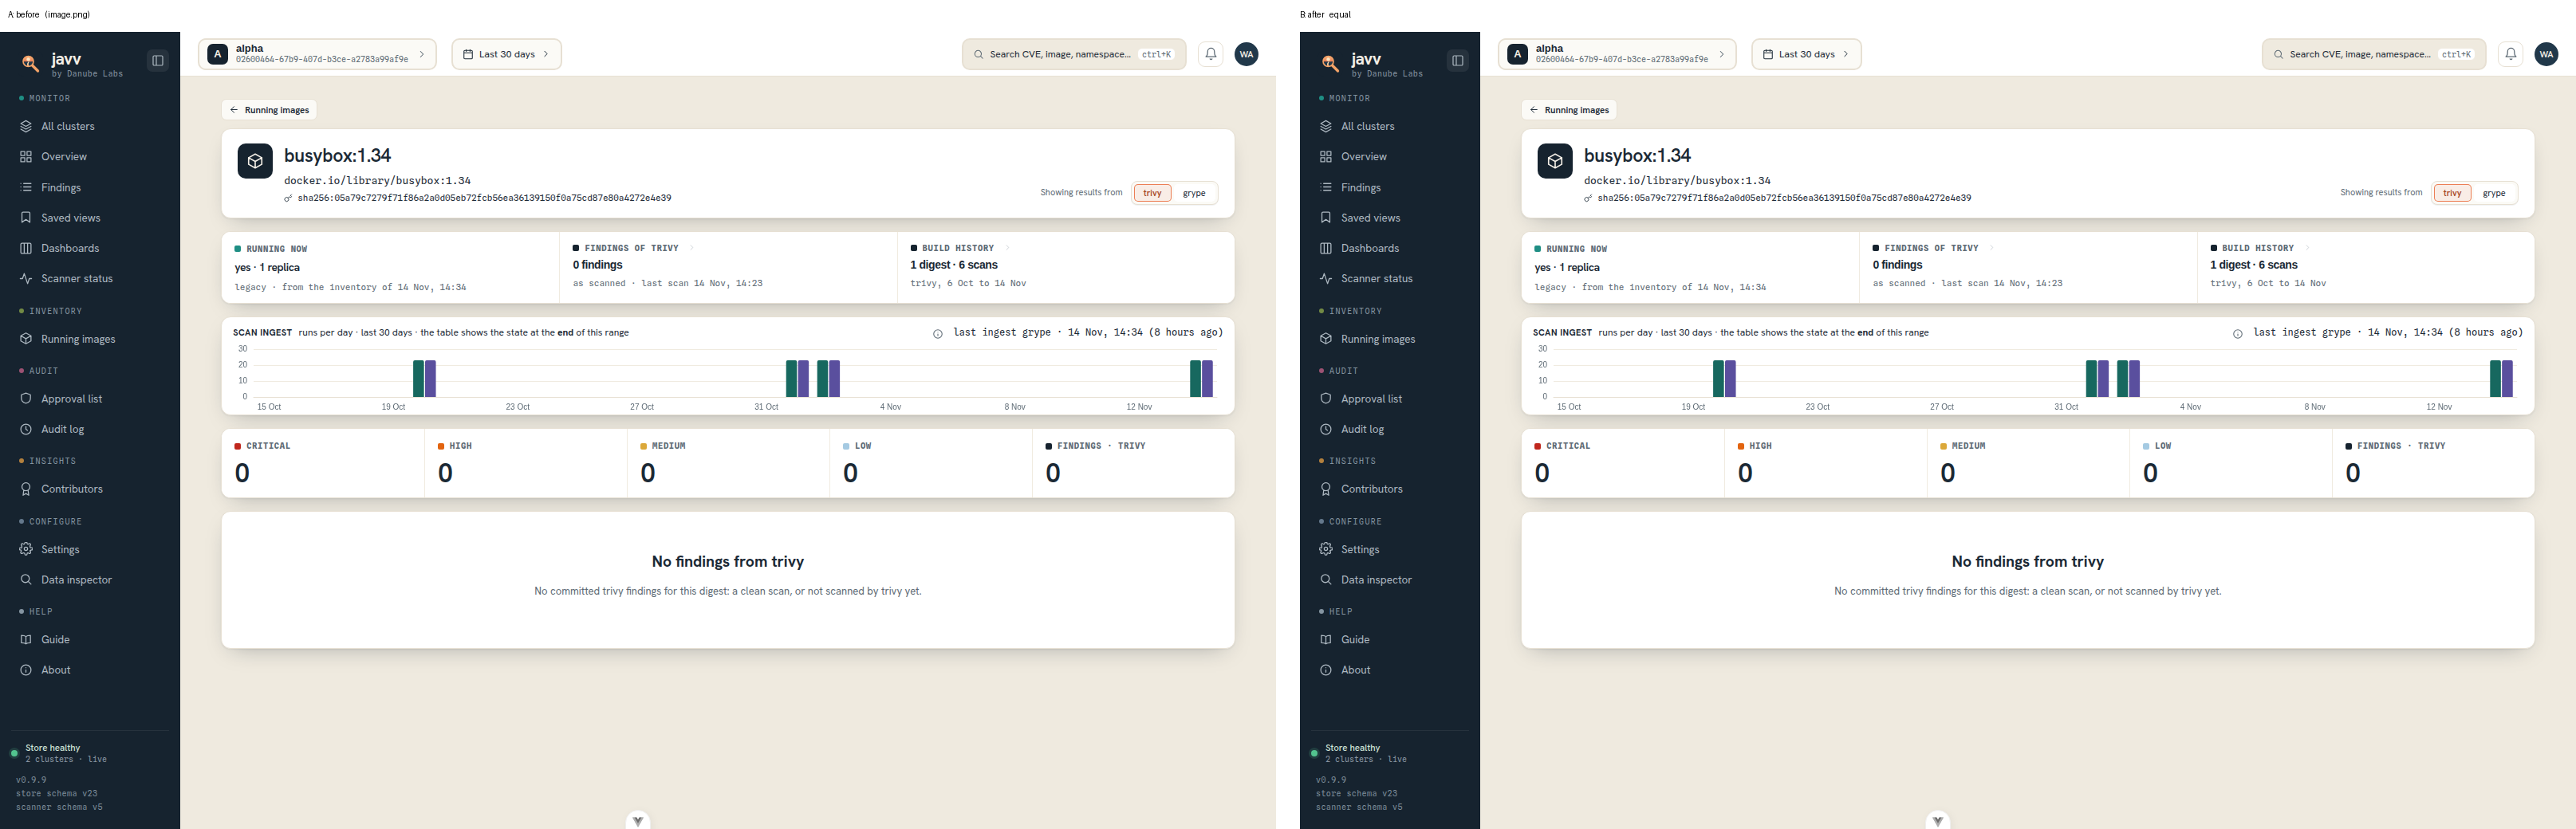 A: before (image.png)
javv
by Danube Labs
MONITOR
All clusters
Overview
Findings
Saved views
Dashboards
Scanner status
INVENTORY
Running images
AUDIT
Approval list
Audit log
INSIGHTS
Contributors
CONFIGURE
Settings
Data inspector
HELP
Guide
About
Store healthy
2 clusters · live
v0.9.9
store schema v23
scanner schema v5
A
alpha
02600464-67b9-407d-b3ce-a2783a99af9e
Last 30 days
Search CVE, image, namespace... ctrl+K
WA
Running images
busybox:1.34
docker.io/library/busybox:1.34
sha256:05a79c7279f71f86a2a0d05eb72fcb56ea36139150f0a75cd87e80a4272e4e39
Showing results from trivy grype
RUNNING NOW
yes · 1 replica
legacy · from the inventory of 14 Nov, 14:34
FINDINGS OF TRIVY
0 findings
as scanned · last scan 14 Nov, 14:23
BUILD HISTORY
1 digest · 6 scans
trivy, 6 Oct to 14 Nov
SCAN INGEST runs per day · last 30 days · the table shows the state at the end of this range
last ingest grype · 14 Nov, 14:34 (8 hours ago)
30
20
10
0
15 Oct 19 Oct 23 Oct 27 Oct 31 Oct 4 Nov 8 Nov 12 Nov
CRITICAL
0
HIGH
0
MEDIUM
0
LOW
0
FINDINGS · TRIVY
0
No findings from trivy
No committed trivy findings for this digest: a clean scan, or not scanned by trivy yet.
B: after equal
javv
by Danube Labs
MONITOR
All clusters
Overview
Findings
Saved views
Dashboards
Scanner status
INVENTORY
Running images
AUDIT
Approval list
Audit log
INSIGHTS
Contributors
CONFIGURE
Settings
Data inspector
HELP
Guide
About
Store healthy
2 clusters · live
v0.9.9
store schema v23
scanner schema v5
A
alpha
02600464-67b9-407d-b3ce-a2783a99af9e
Last 30 days
Search CVE, image, namespace... ctrl+K
WA
Running images
busybox:1.34
docker.io/library/busybox:1.34
sha256:05a79c7279f71f86a2a0d05eb72fcb56ea36139150f0a75cd87e80a4272e4e39
Showing results from trivy grype
RUNNING NOW
yes · 1 replica
legacy · from the inventory of 14 Nov, 14:34
FINDINGS OF TRIVY
0 findings
as scanned · last scan 14 Nov, 14:23
BUILD HISTORY
1 digest · 6 scans
trivy, 6 Oct to 14 Nov
SCAN INGEST runs per day · last 30 days · the table shows the state at the end of this range
last ingest grype · 14 Nov, 14:34 (8 hours ago)
30
20
10
0
15 Oct 19 Oct 23 Oct 27 Oct 31 Oct 4 Nov 8 Nov 12 Nov
CRITICAL
0
HIGH
0
MEDIUM
0
LOW
0
FINDINGS · TRIVY
0
No findings from trivy
No committed trivy findings for this digest: a clean scan, or not scanned by trivy yet.